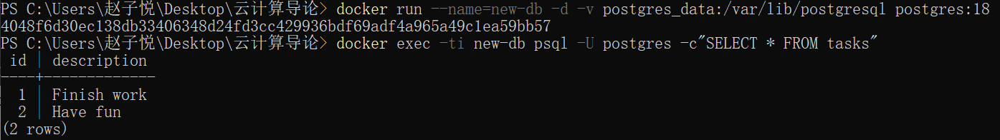 PS C:\Users\赵子悦\Desktop\云计算导论> docker run --name=new-db -d -v postgres_data:/var/lib/postgresql postgres:18
4048f6d30ec138db33406348d24fd3cc429936bdf69adf4a965a49c1ea59bb57
PS C:\Users\赵子悦\Desktop\云计算导论> docker exec -ti new-db psql -U postgres -c"SELECT * FROM tasks"
 id | description
----+-------------
  1 | Finish work
  2 | Have fun
(2 rows)